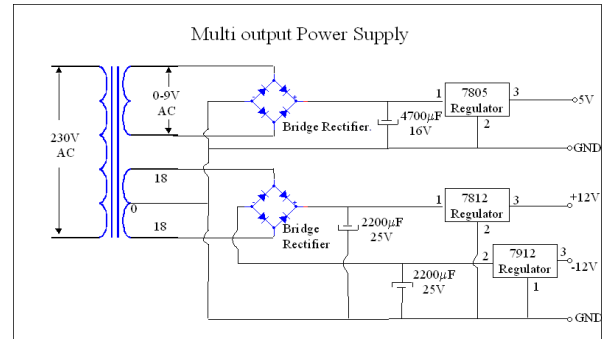 Multi output Power Supply
0-9V
AC
230V
AC
Bridge Rectifier.
4700µF
16V
1
7805
Regulator
3
2
5V
GND
18
0
18
Bridge
Rectifier
2200µF
25V
1
7812
Regulator
3
2
+12V
2200µF
25V
2
7912
Regulator
3
1
-12V
GND